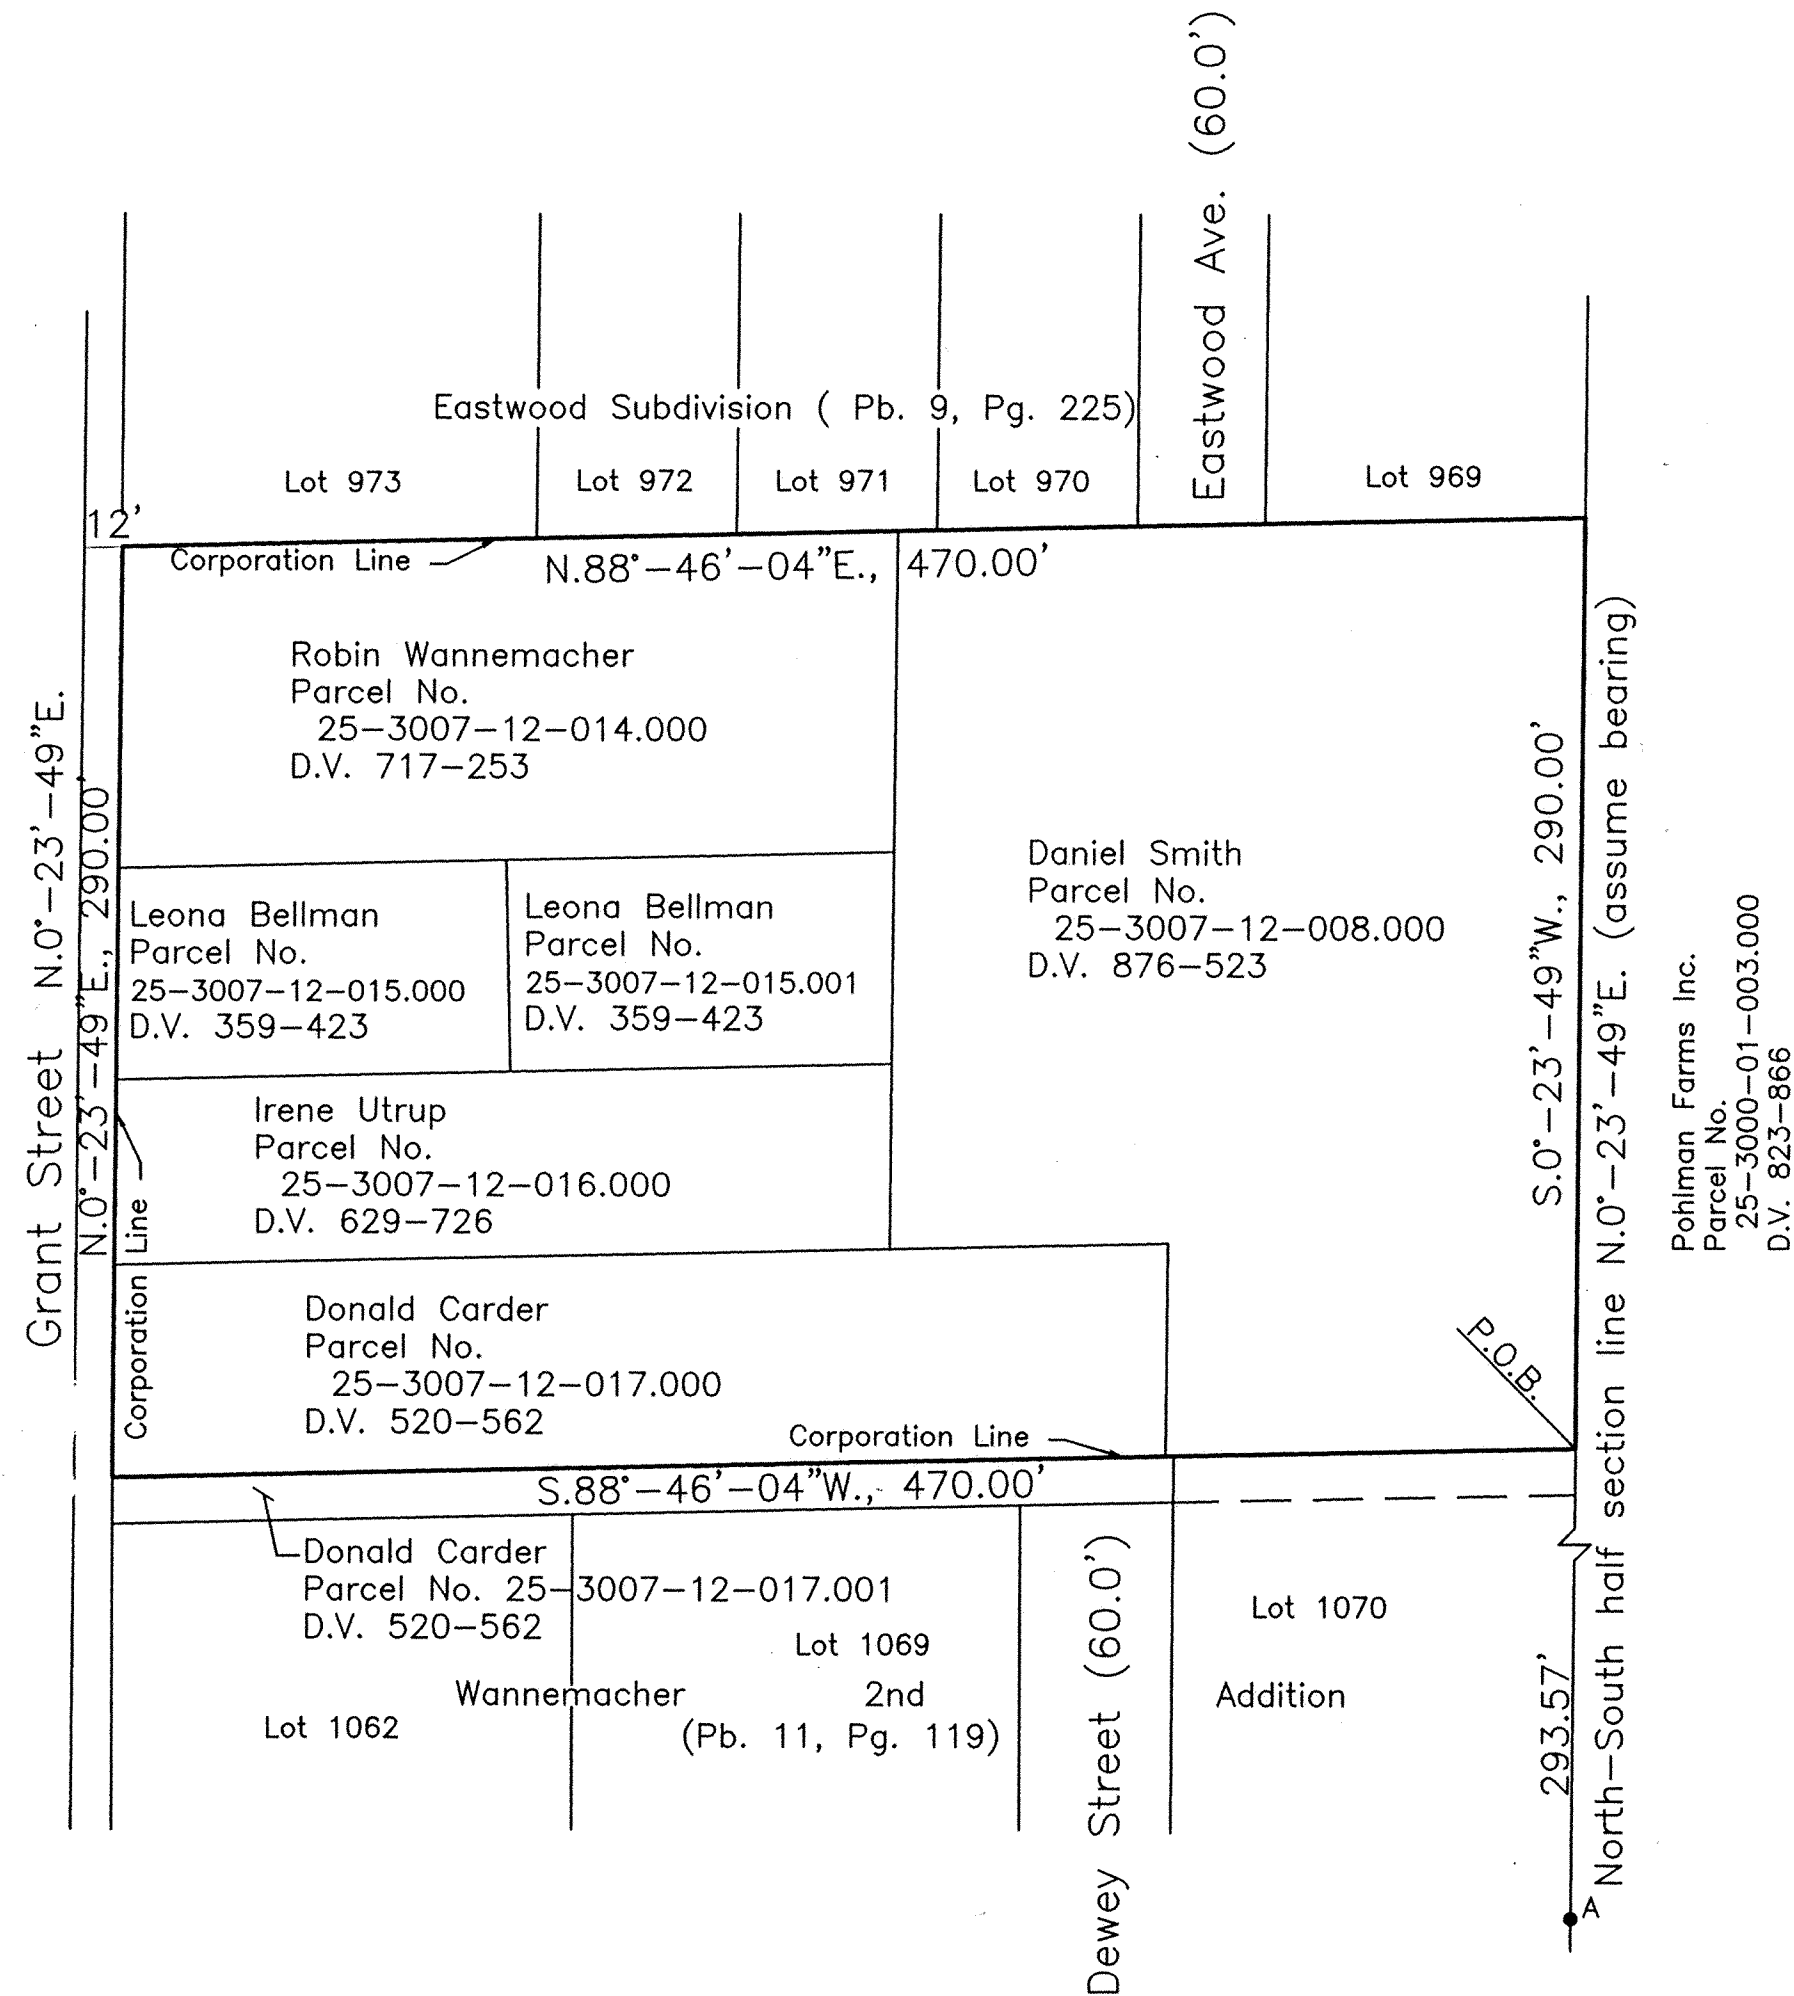 Eastwood Ave. (60.0')
Eastwood Subdivision ( Pb. 9, Pg. 225)
Lot 973
Lot 972
Lot 971
Lot 970
Lot 969
12'
Corporation Line
N.88°-46'-04"E., 470.00'
Robin Wannemacher
Parcel No.
25-3007-12-014.000
D.V. 717-253
Grant Street N.0°-23'-49"E.
N.0°-23'-49"E., 290.00'
Leona Bellman
Parcel No.
25-3007-12-015.000
D.V. 359-423
Leona Bellman
Parcel No.
25-3007-12-015.001
D.V. 359-423
Daniel Smith
Parcel No.
25-3007-12-008.000
D.V. 876-523
S.0°-23'-49"W., 290.00'
North-South half section line N.0°-23'-49"E. (assume bearing)
Pohlman Farms Inc.
Parcel No.
25-3000-01-003.000
D.V. 823-866
Irene Utrup
Parcel No.
25-3007-12-016.000
D.V. 629-726
Corporation Line
Donald Carder
Parcel No.
25-3007-12-017.000
D.V. 520-562
P.O.B.
Corporation Line
S.88°-46'-04"W., 470.00'
Donald Carder
Parcel No. 25-3007-12-017.001
D.V. 520-562
Lot 1069
Lot 1070
Wannemacher 2nd Addition
(Pb. 11, Pg. 119)
Lot 1062
Dewey Street (60.0')
293.57'
A